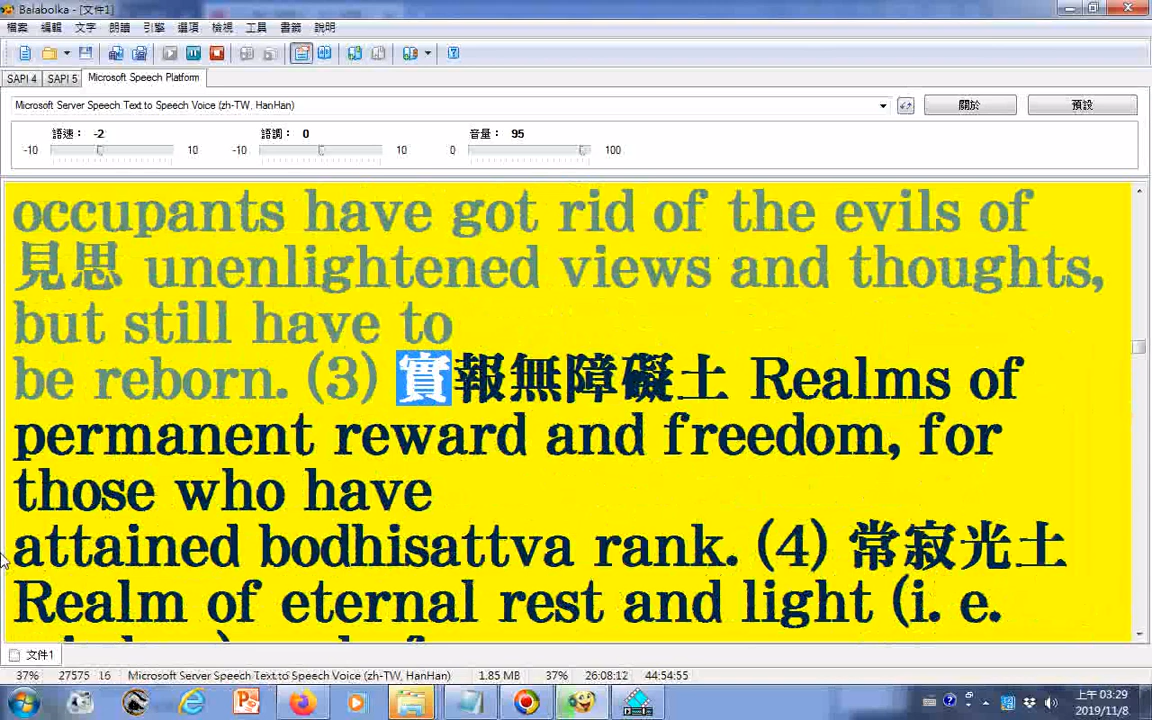 Balabolka - [文件1]
檔案 編輯 文字 朗讀 引擎 選項 檢視 工具 書籤 說明
SAPI 4 SAPI 5 Microsoft Speech Platform
Microsoft Server Speech Text to Speech Voice (zh-TW, HanHan) 關於 預設
語速： -2 語調： 0 音量： 95
-10 10 -10 10 0 100
occupants have got rid of the evils of
見思 unenlightened views and thoughts,
but still have to
be reborn. (3) 實報無障礙土 Realms of
permanent reward and freedom, for
those who have
attained bodhisattva rank. (4) 常寂光土
Realm of eternal rest and light (i. e.
文件1
37% 27575 16 Microsoft Server Speech Text to Speech Voice (zh-TW, HanHan) 1.85 MB 37% 26:08:12 44:54:55
上午 03:29
2019/11/8